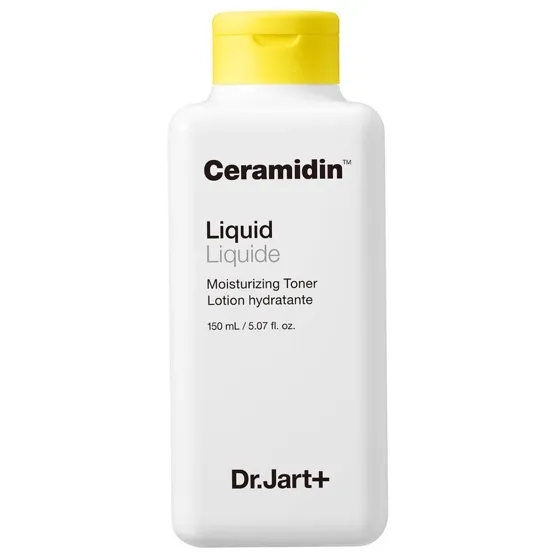 Ceramidin™
Liquid
Liquide
Moisturizing Toner
Lotion hydratante
150 mL / 5.07 fl. oz.
Dr.Jart+